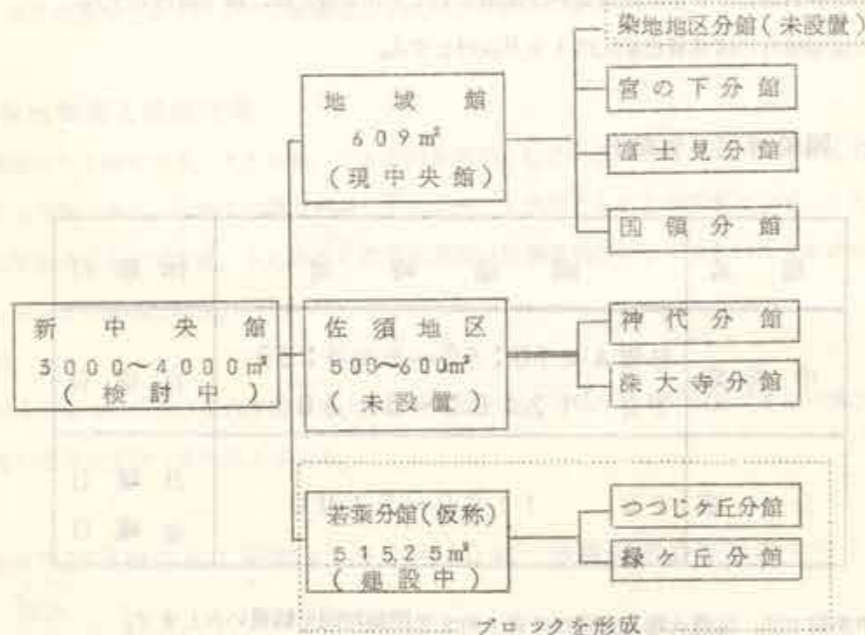 染地地区分館(未設置)
宮の下分館
富士見分館
国領分館
地域館
609㎡
(現中央館)
新中央館
3000~4000㎡
(検討中)
佐須地区
500~600㎡
(未設置)
神代分館
深大寺分館
若葉分館(仮称)
515.25㎡
(建設中)
つつじヶ丘分館
緑ヶ丘分館
ブロックを形成